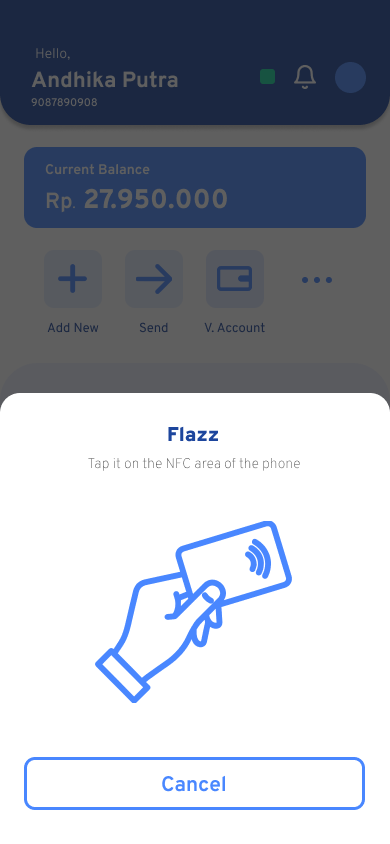 Hello,
Andhika Putra
9087890908
Current Balance
Rp. 27.950.000
Add New
Send
V. Account
Flazz
Tap it on the NFC area of the phone
Cancel